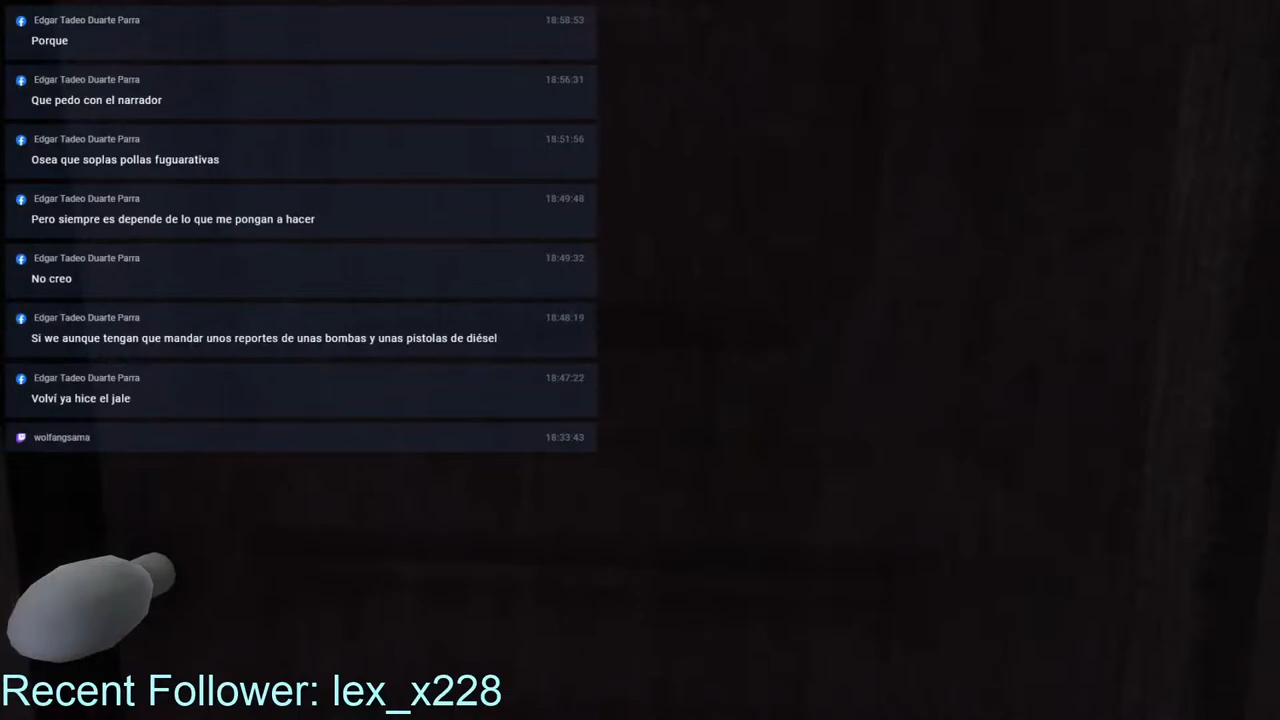 Edgar Tadeo Duarte Parra 18:58:53
Porque
Edgar Tadeo Duarte Parra 18:56:31
Que pedo con el narrador
Edgar Tadeo Duarte Parra 18:51:56
Osea que soplas pollas fuguarativas
Edgar Tadeo Duarte Parra 18:49:48
Pero siempre es depende de lo que me pongan a hacer
Edgar Tadeo Duarte Parra 18:49:32
No creo
Edgar Tadeo Duarte Parra 18:48:19
Si we aunque tengan que mandar unos reportes de unas bombas y unas pistolas de diésel
Edgar Tadeo Duarte Parra 18:47:22
Volví ya hice el jale
wolfangsama 18:33:43
Recent Follower: lex_x228